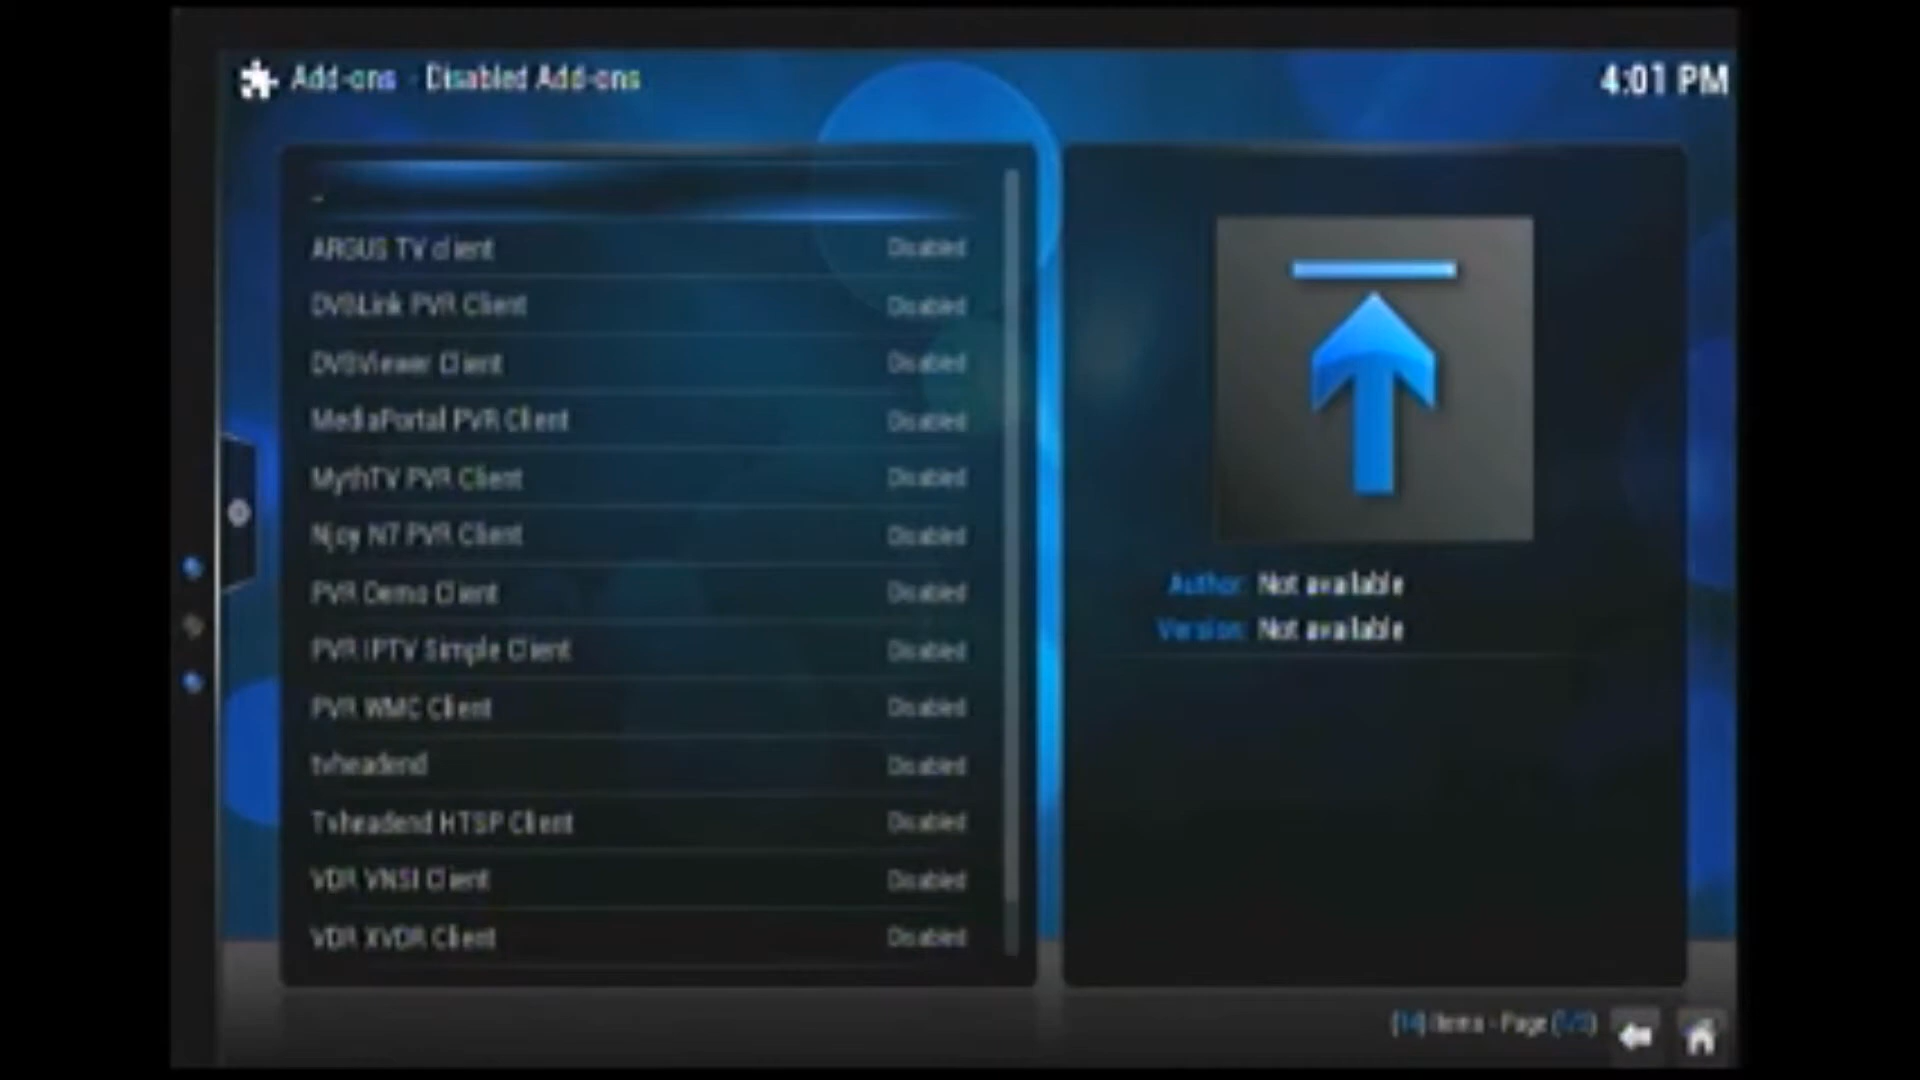 Add-ons - Disabled Add-ons
4:01 PM
..
ARGUS TV client Disabled
DVBLink PVR Client Disabled
DVBViewer Client Disabled
MediaPortal PVR Client Disabled
MythTV PVR Client Disabled
Njoy N7 PVR Client Disabled
PVR Demo Client Disabled
PVR IPTV Simple Client Disabled
PVR WMC Client Disabled
tvheadend Disabled
Tvheadend HTSP Client Disabled
VDR VNSI Client Disabled
VDR XVDR Client Disabled
Author: Not available
Version: Not available
(14) Items - Page